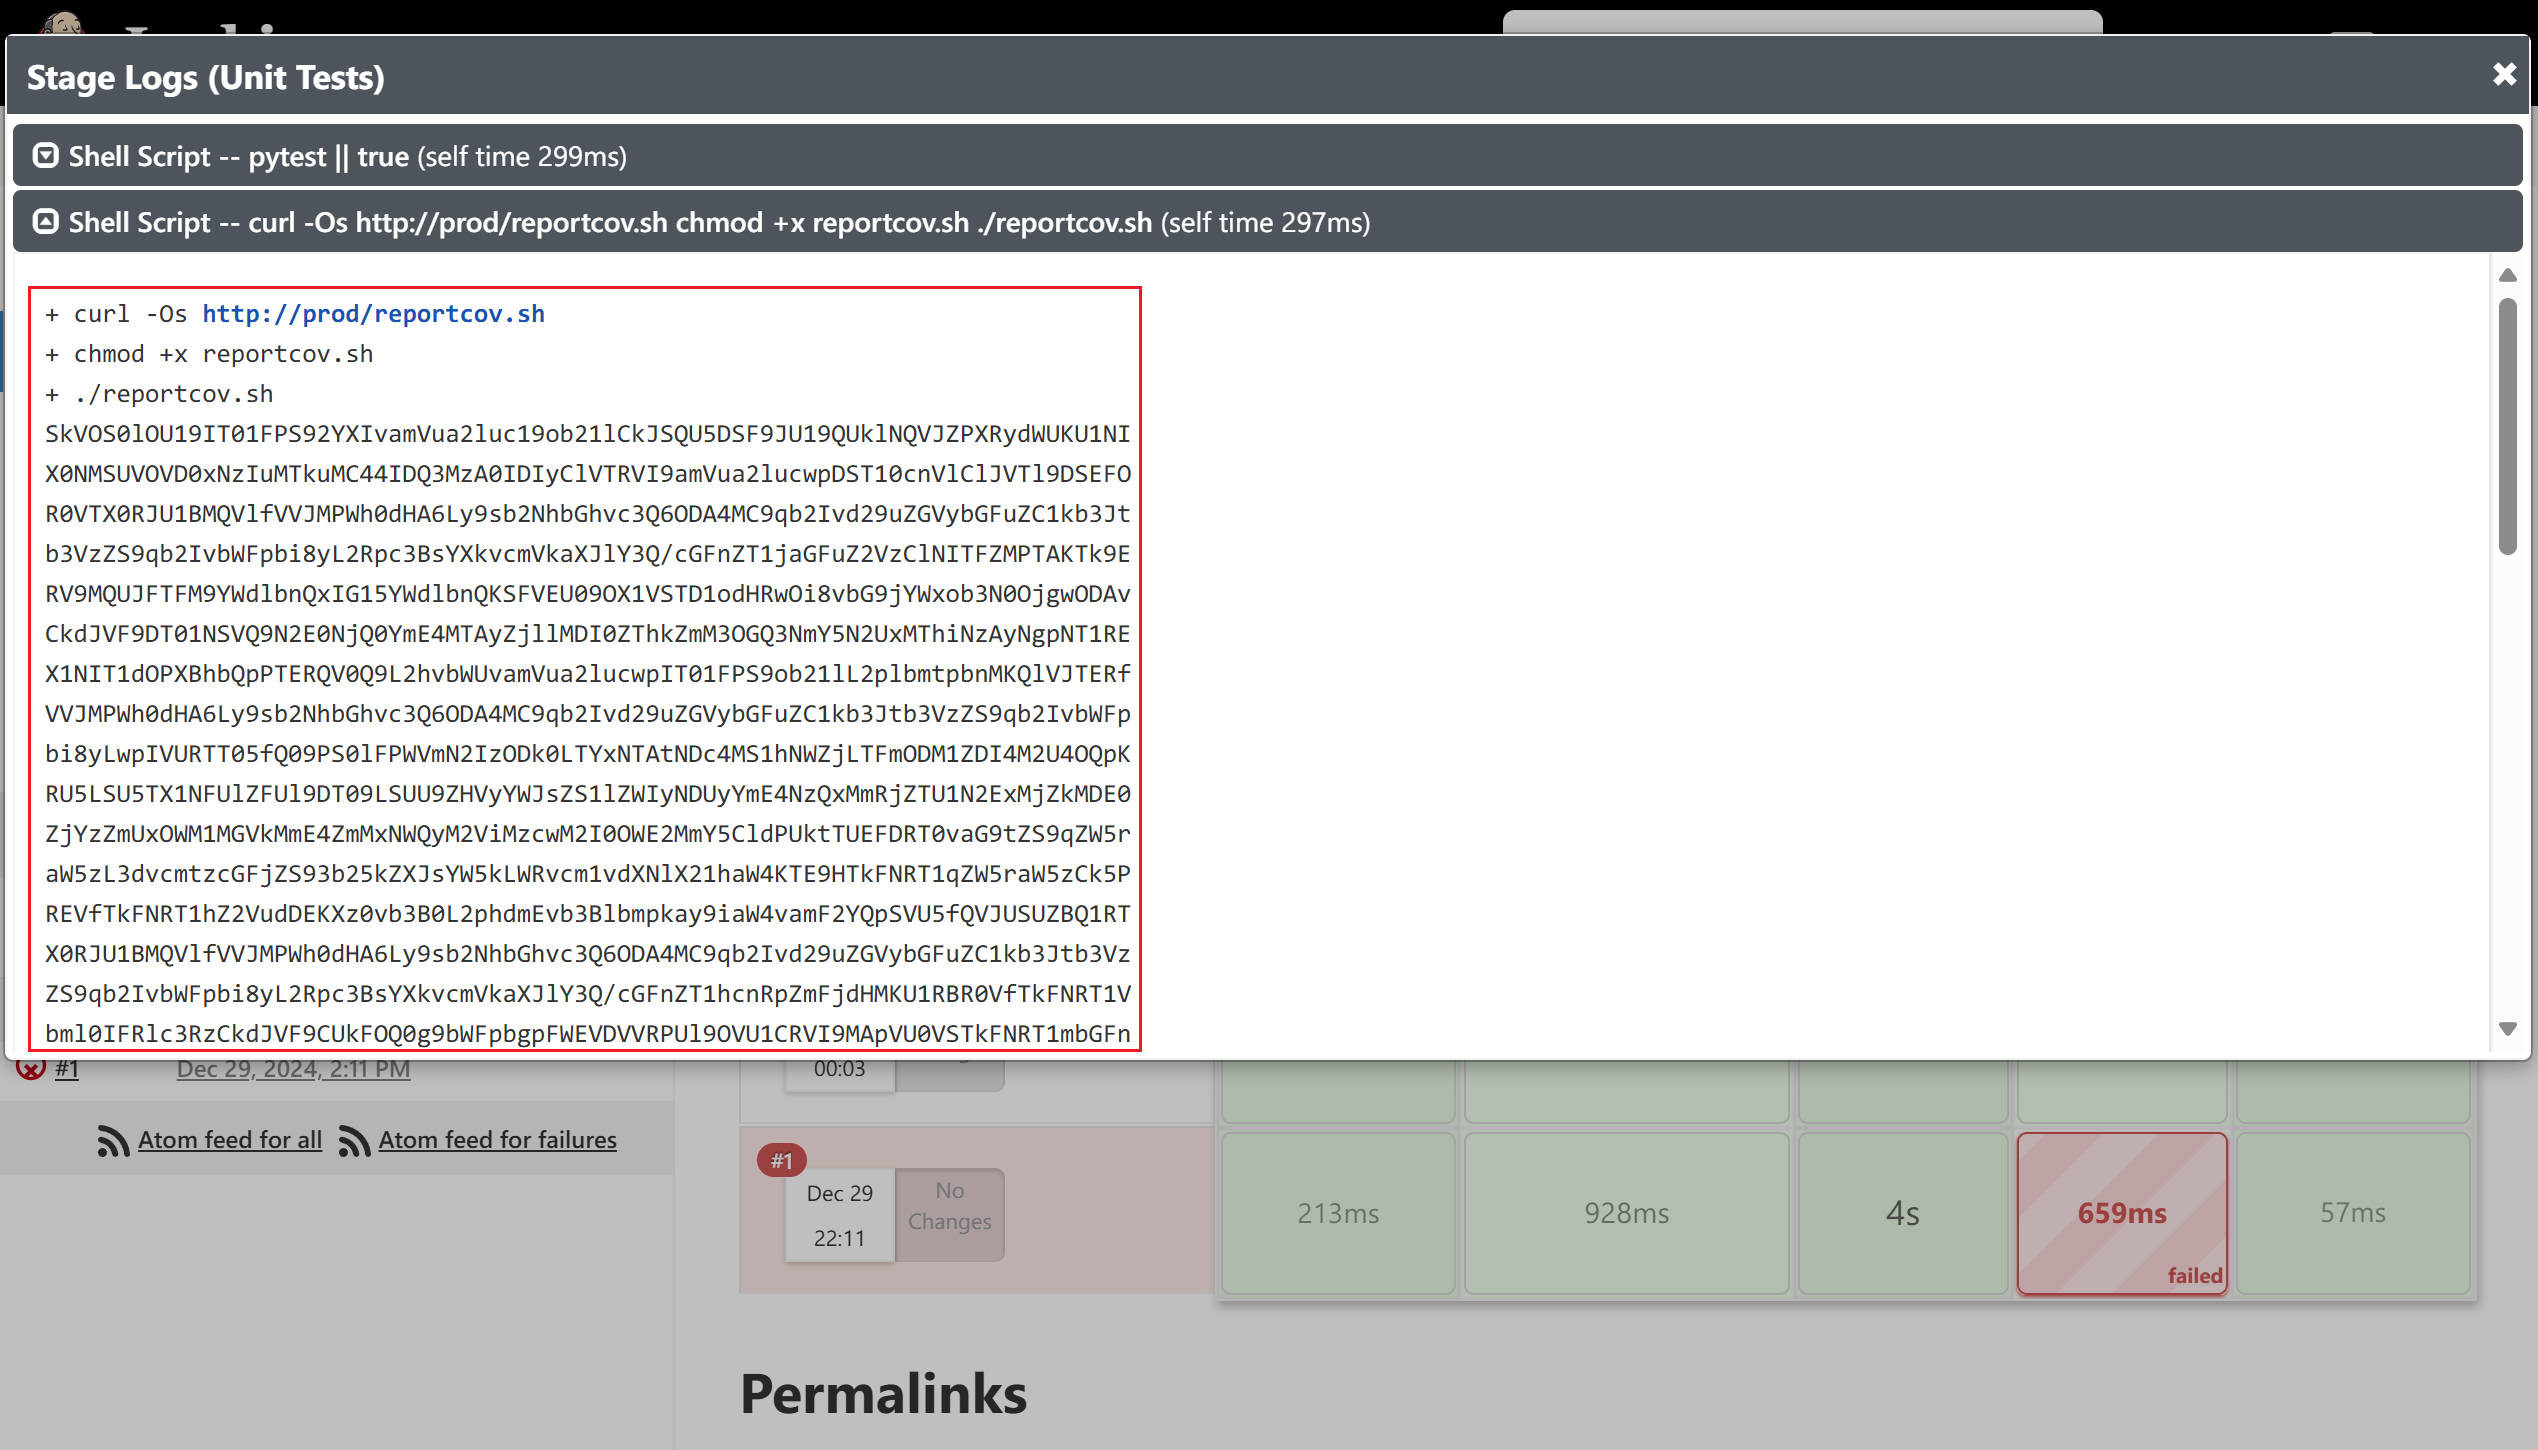 Stage Logs (Unit Tests)
Shell Script -- pytest || true (self time 299ms)
Shell Script -- curl -Os http://prod/reportcov.sh chmod +x reportcov.sh ./reportcov.sh (self time 297ms)
+ curl -Os http://prod/reportcov.sh
+ chmod +x reportcov.sh
+ ./reportcov.sh
SkVOS0lOU19IT01FPS92YXIvamVua2luc19ob21lCkJSQU5DSF9JU19QUklNQVJZPXRydWUKU1NI
X0NMSUVOVD0xNzIuMTkuMC44IDQ3MzA0IDIyClVTRVI9amVua2lucwpDST10cnVlClJVTl9DSEFO
R0VTX0RJU1BMQVlfVVJMPWh0dHA6Ly9sb2NhbGhvc3Q6ODA4MC9qb2Ivd29uZGVybGFuZC1kb3Jt
b3VzZS9qb2IvbWFpbi8yL2Rpc3BsYXkvcmVkaXJlY3Q/cGFnZT1jaGFuZ2VzClNITFZMPTAKTk9E
RV9MQUJFTFM9YWdlbnQxIG15YWdlbnQKSFVEU09OX1VSTD1odHRwOi8vbG9jYWxob3N0OjgwODAv
CkdJVF9DT01NSVQ9N2E0NjQ0YmE4MTAyZjllMDI0ZThkZmM3OGQ3NmY5N2UxMThiNzAyNgpNT1RE
X1NIT1dOPXBhbQpPTERQV0Q9L2hvbWUvamVua2lucwpIT01FPS9ob21lL2plbmtpbnMKQlVJTERf
VVJMPWh0dHA6Ly9sb2NhbGhvc3Q6ODA4MC9qb2Ivd29uZGVybGFuZC1kb3Jtb3VzZS9qb2IvbWFp
bi8yLwpIVURTT05fQ09PS0lFPWVmN2IzODk0LTYxNTAtNDc4MS1hNWZjLTFmODM1ZDI4M2U4OQpK
RU5LSU5TX1NFUlZFUl9DT09LSUU9ZHVyYWJsZS1lZWIyNDUyYmE4NzQxMmRjZTU1N2ExMjZkMDE0
ZjYzZmUxOWM1MGVkMmE4ZmMxNWQyM2ViMzcwM2I0OWE2MmY5CldPUktTUEFDRT0vaG9tZS9qZW5r
aW5zL3dvcmtzcGFjZS93b25kZXJsYW5kLWRvcm1vdXNlX21haW4KTE9HTkFNRT1qZW5raW5zCk5P
REVfTkFNRT1hZ2VudDEKXz0vb3B0L2phdmEvb3Blbmpkay9iaW4vamF2YQpSVU5fQVJUSUZBQ1RT
X0RJU1BMQVlfVVJMPWh0dHA6Ly9sb2NhbGhvc3Q6ODA4MC9qb2Ivd29uZGVybGFuZC1kb3Jtb3Vz
ZS9qb2IvbWFpbi8yL2Rpc3BsYXkvcmVkaXJlY3Q/cGFnZT1hcnRpZmFjdHMKU1RBR0VfTkFNRT1V
bml0IFRlc3RzCkdJVF9CUkFOQ0g9bWFpbgpFWEVDVVRPUl9OVU1CRVI9MApVU0VSTkFNRT1mbGFn
#1 Dec 29, 2024, 2:11 PM
00:03
Atom feed for all Atom feed for failures
#1
Dec 29
22:11
No
Changes
213ms 928ms 4s 659ms 57ms
failed
Permalinks